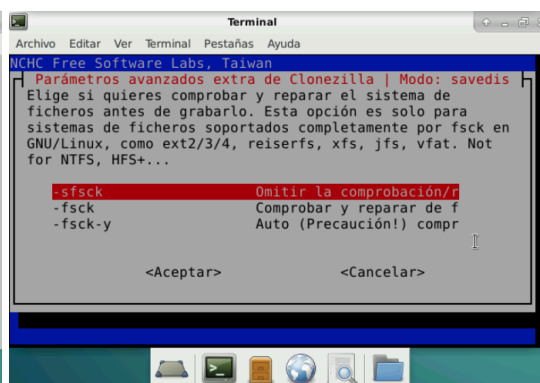 Terminal
Archivo Editar Ver Terminal Pestañas Ayuda
NCHC Free Software Labs, Taiwan
Parámetros avanzados extra de Clonezilla | Modo: savedis
Elige si quieres comprobar y reparar el sistema de
ficheros antes de grabarlo. Esta opción es solo para
sistemas de ficheros soportados completamente por fsck en
GNU/Linux, como ext2/3/4, reiserfs, xfs, jfs, vfat. Not
for NTFS, HFS+...
-sfsck Omitir la comprobación/r
-fsck Comprobar y reparar de f
-fsck-y Auto (Precaución!) compr
<Aceptar> <Cancelar>